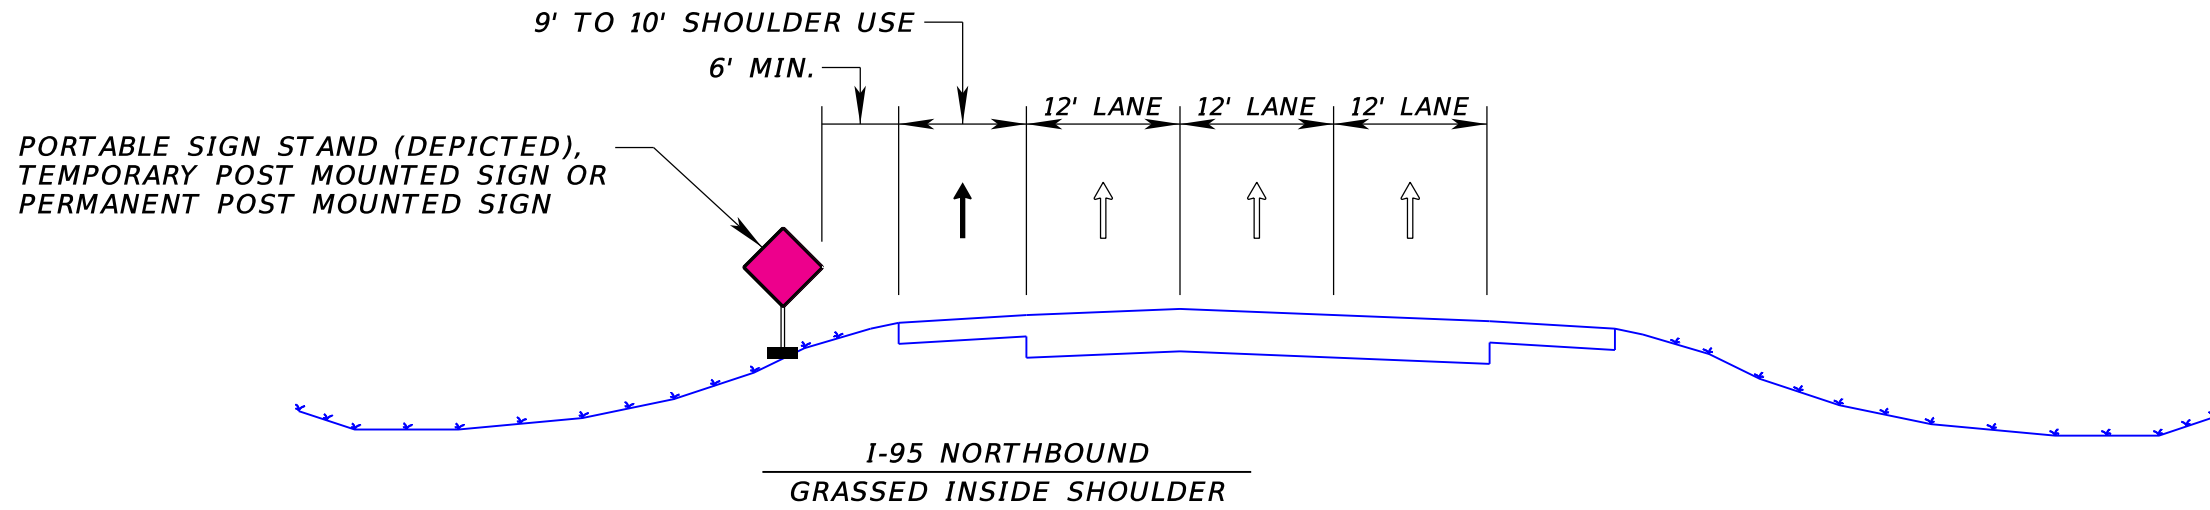 9' TO 10' SHOULDER USE
6' MIN.
12' LANE 12' LANE 12' LANE
PORTABLE SIGN STAND (DEPICTED),
TEMPORARY POST MOUNTED SIGN OR
PERMANENT POST MOUNTED SIGN
I-95 NORTHBOUND
GRASSED INSIDE SHOULDER